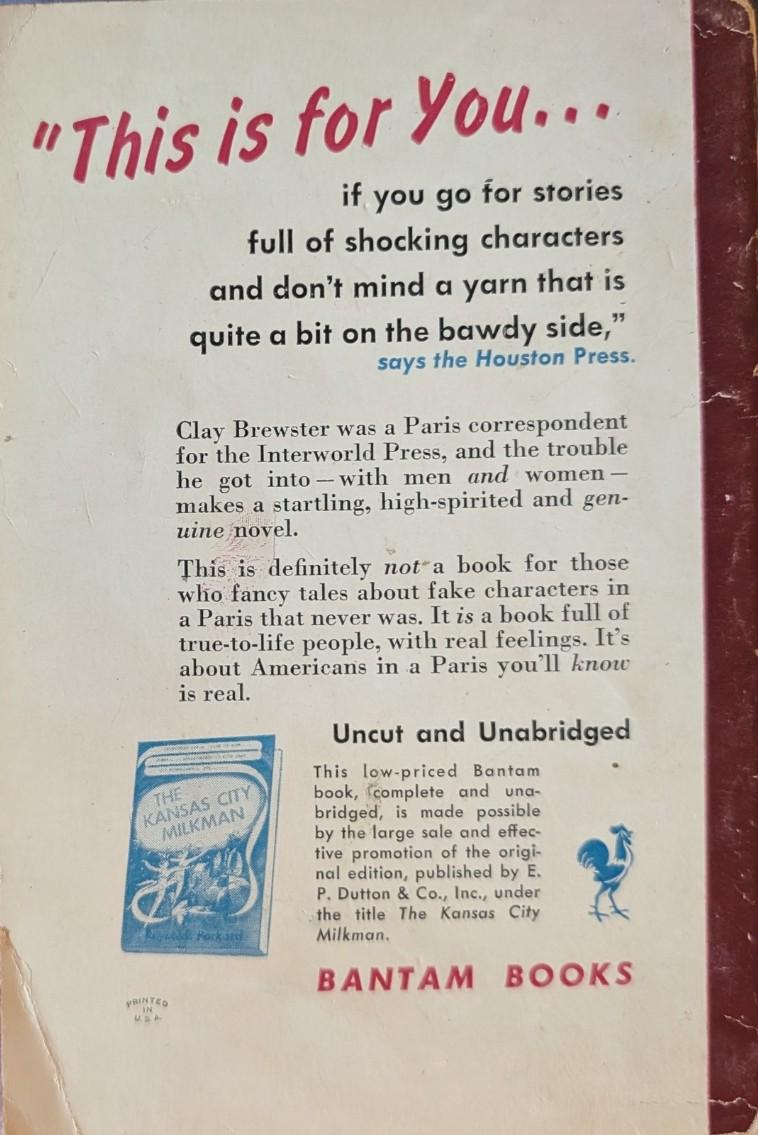 "This is for You...
if you go for stories
full of shocking characters
and don't mind a yarn that is
quite a bit on the bawdy side,"
says the Houston Press.
Clay Brewster was a Paris correspondent
for the Interworld Press, and the trouble
he got into — with men and women —
makes a startling, high-spirited and gen-
uine novel.
This is definitely not a book for those
who fancy tales about fake characters in
a Paris that never was. It is a book full of
true-to-life people, with real feelings. It's
about Americans in a Paris you'll know
is real.
Uncut and Unabridged
THE
KANSAS CITY
MILKMAN
Reynolds Packard
This low-priced Bantam
book, complete and una-
bridged, is made possible
by the large sale and effec-
tive promotion of the origi-
nal edition, published by E.
P. Dutton & Co., Inc., under
the title The Kansas City
Milkman.
BANTAM BOOKS
PRINTED
IN
U.S.A.